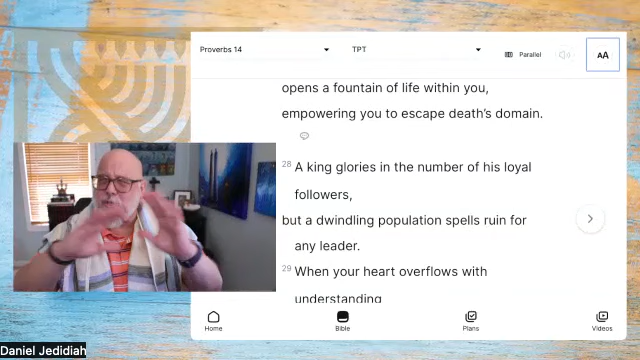 Proverbs 14
TPT
Parallel
AA
opens a fountain of life within you,
empowering you to escape death's domain.
28 A king glories in the number of his loyal
followers,
but a dwindling population spells ruin for
any leader.
29 When your heart overflows with
understanding
Home
Bible
Plans
Videos
Daniel Jedidiah